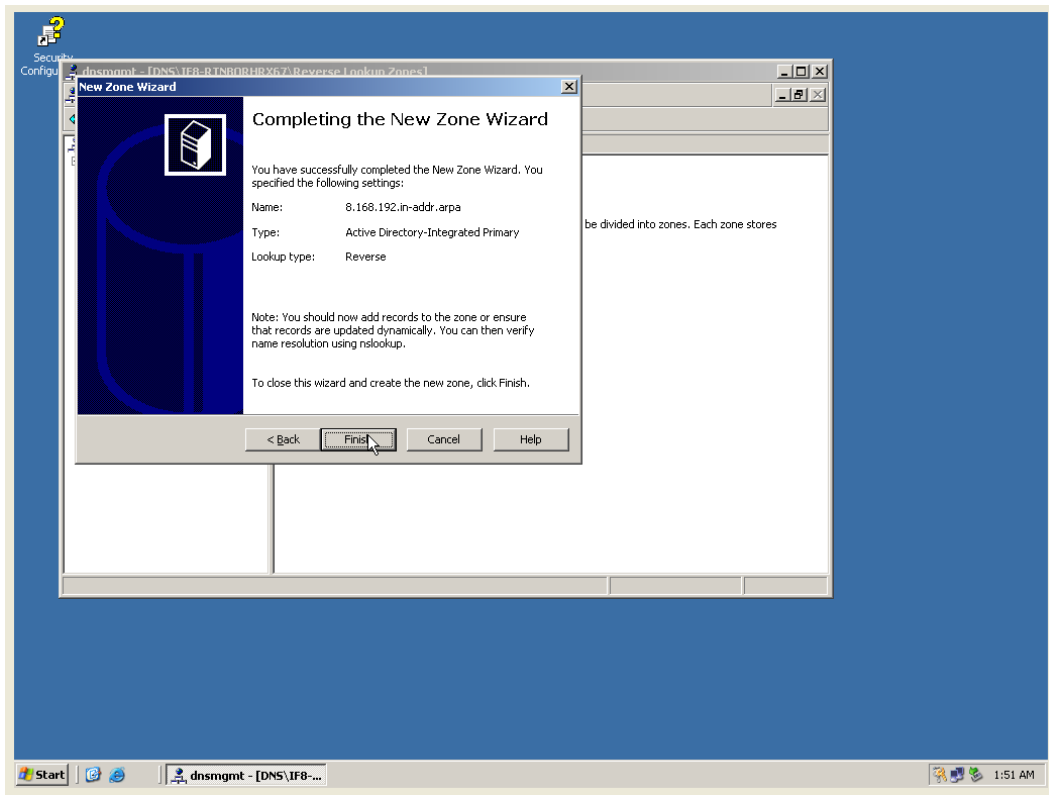 Security
Configu
dnsmgmt - [DNS\IF8-RTNBORHRX67\Reverse Lookup Zones]
New Zone Wizard
Completing the New Zone Wizard
You have successfully completed the New Zone Wizard. You
specified the following settings:
Name: 8.168.192.in-addr.arpa
Type: Active Directory-Integrated Primary
Lookup type: Reverse
be divided into zones. Each zone stores
Note: You should now add records to the zone or ensure
that records are updated dynamically. You can then verify
name resolution using nslookup.
To close this wizard and create the new zone, click Finish.
< Back Finish Cancel Help
Start dnsmgmt - [DNS\IF8-... 1:51 AM